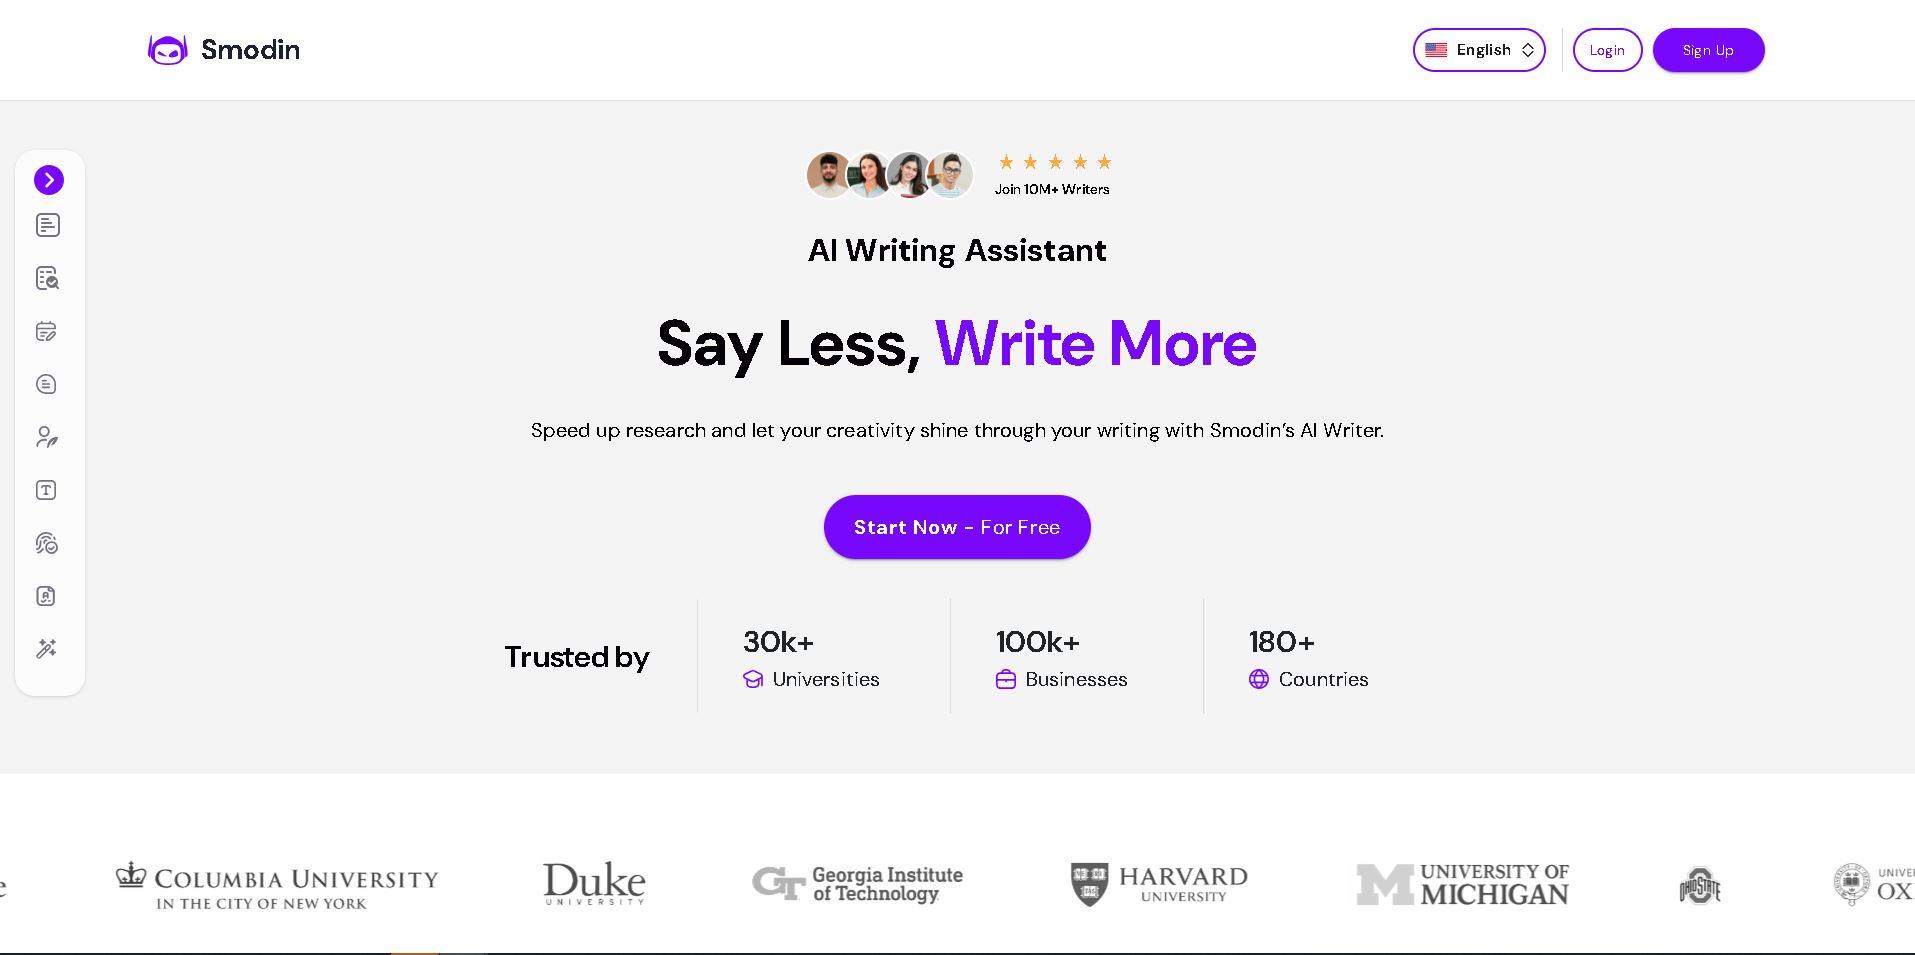 Smodin
English
Login
Sign Up
Join 10M+ Writers
AI Writing Assistant
Say Less, Write More
Speed up research and let your creativity shine through your writing with Smodin’s AI Writer.
Start Now - For Free
Trusted by
30k+
Universities
100k+
Businesses
180+
Countries
COLUMBIA UNIVERSITY
IN THE CITY OF NEW YORK
Duke
UNIVERSITY
GT
Georgia Institute
of Technology
HARVARD
UNIVERSITY
M
UNIVERSITY OF
MICHIGAN
OHIO STATE